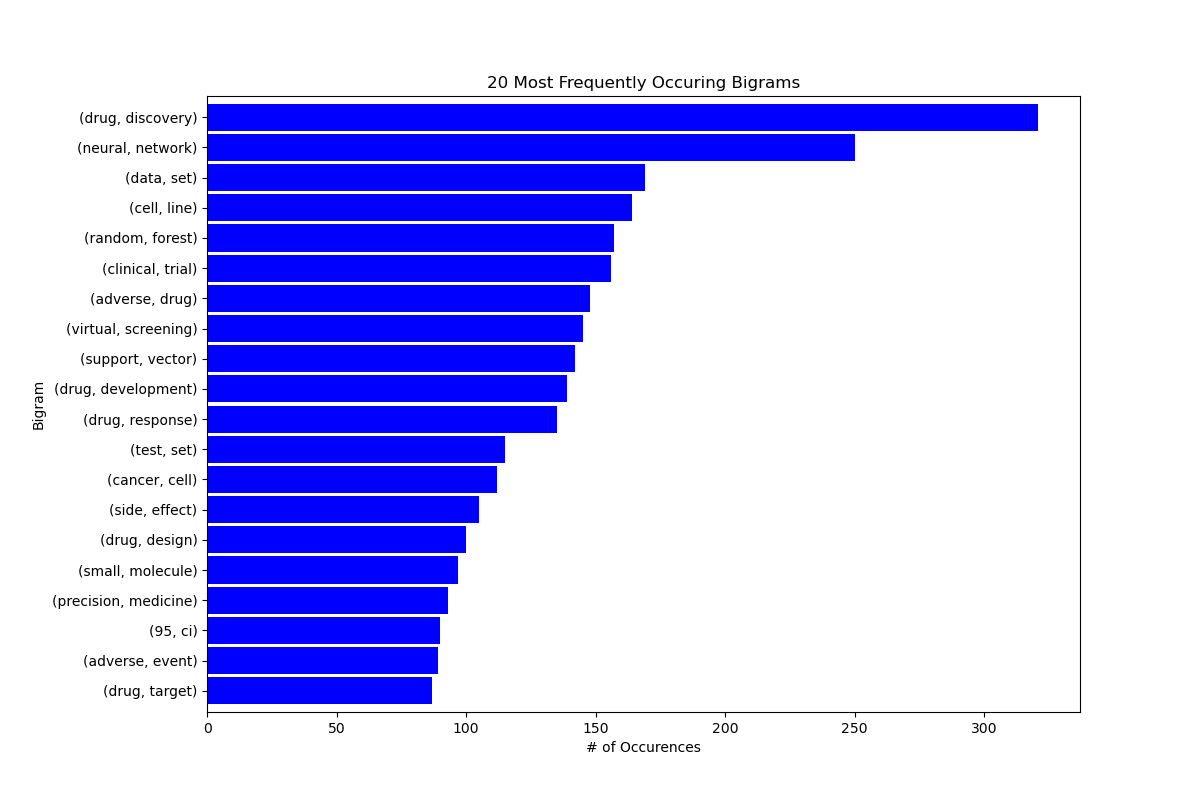 20 Most Frequently Occuring Bigrams
(drug, discovery)
(neural, network)
(data, set)
(cell, line)
(random, forest)
(clinical, trial)
(adverse, drug)
(virtual, screening)
(support, vector)
(drug, development)
(drug, response)
(test, set)
(cancer, cell)
(side, effect)
(drug, design)
(small, molecule)
(precision, medicine)
(95, ci)
(adverse, event)
(drug, target)
Bigram
0 50 100 150 200 250 300
# of Occurences